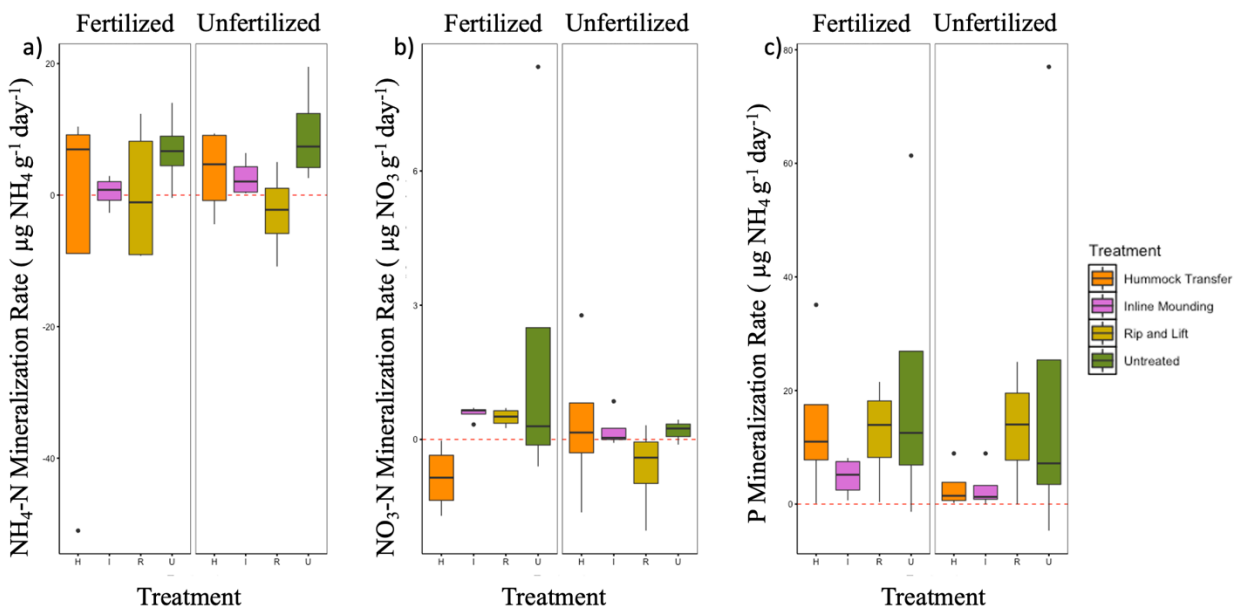 a)
Fertilized Unfertilized
NH4-N Mineralization Rate ( µg NH4 g-1 day-1)
20
0
-20
-40
H I R U H I R U
Treatment
b)
Fertilized Unfertilized
NO3-N Mineralization Rate ( µg NO3 g-1 day-1)
6
3
0
H I R U H I R U
Treatment
c)
Fertilized Unfertilized
P Mineralization Rate ( µg NH4 g-1 day-1)
80
60
40
20
0
H I R U H I R U
Treatment
Treatment
Hummock Transfer
Inline Mounding
Rip and Lift
Untreated